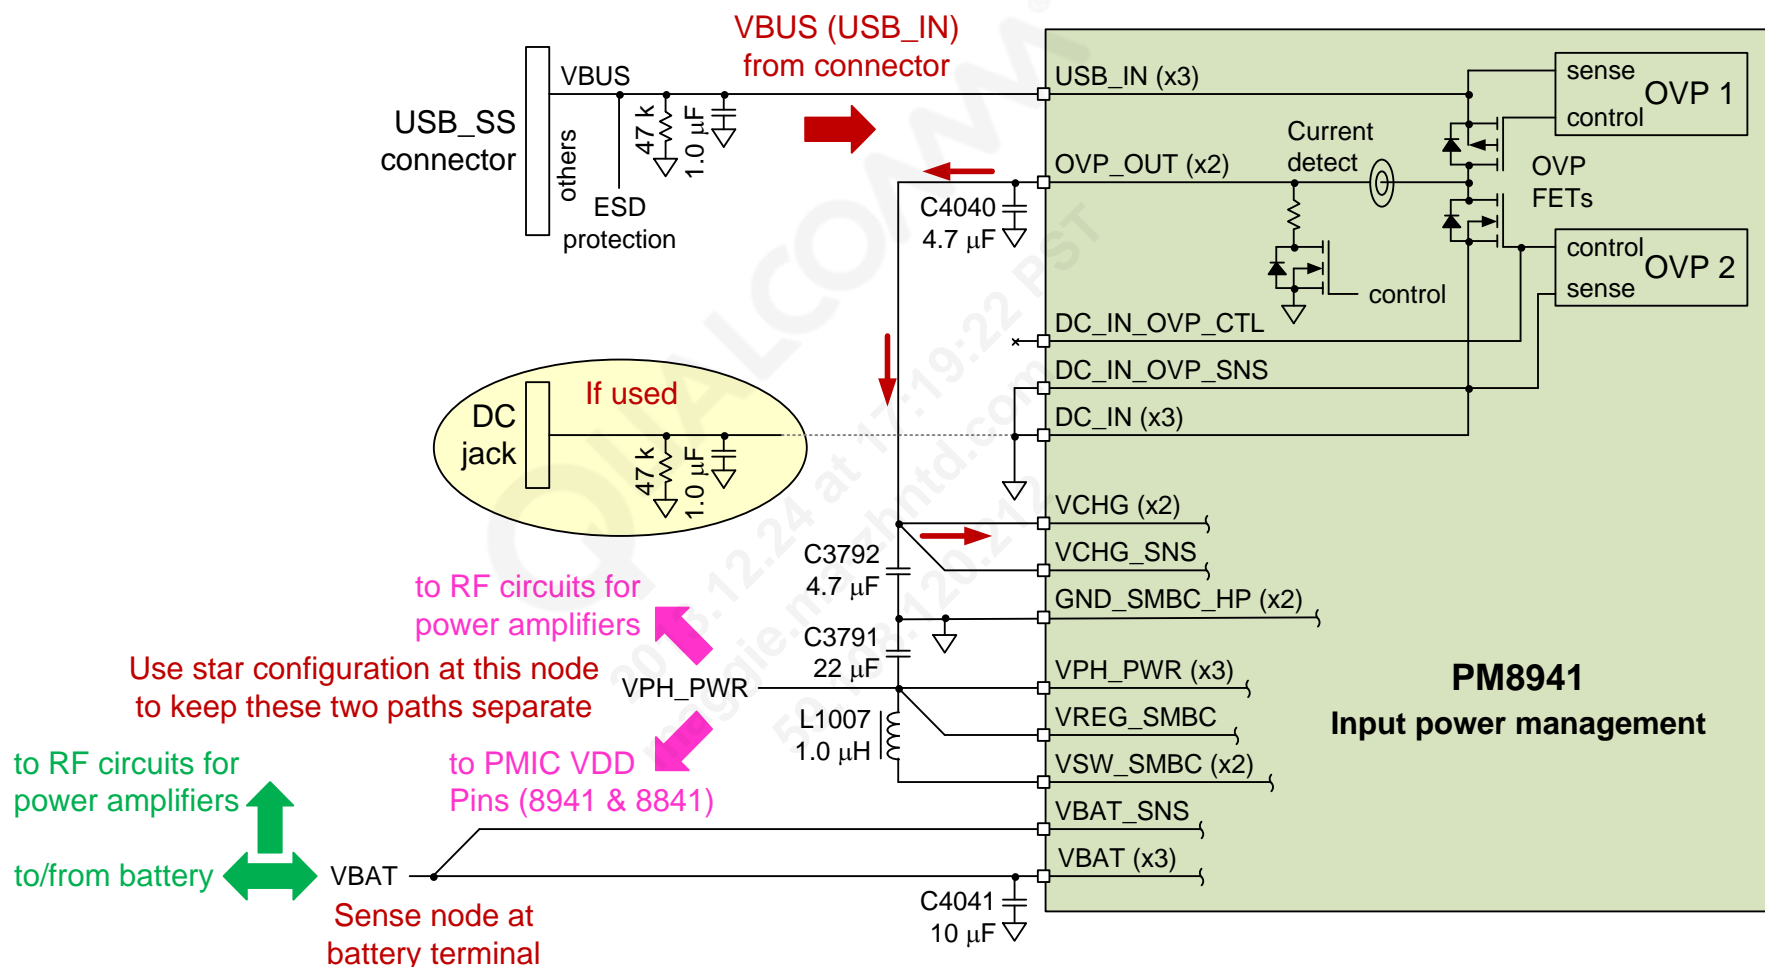 VBUS (USB_IN)
from connector
USB_SS
connector
VBUS
others
ESD
protection
47 k
1.0 μF
USB_IN (x3)
OVP_OUT (x2)
Current
detect
sense
control
OVP 1
OVP
FETs
control
sense
OVP 2
control
C4040
4.7 μF
DC_IN_OVP_CTL
DC_IN_OVP_SNS
DC_IN (x3)
If used
DC
jack
47 k
1.0 μF
VCHG (x2)
VCHG_SNS
GND_SMBC_HP (x2)
C3792
4.7 μF
C3791
22 μF
to RF circuits for
power amplifiers
Use star configuration at this node
to keep these two paths separate
VPH_PWR
L1007
1.0 μH
VPH_PWR (x3)
VREG_SMBC
VSW_SMBC (x2)
VBAT_SNS
VBAT (x3)
PM8941
Input power management
to PMIC VDD
Pins (8941 & 8841)
to RF circuits for
power amplifiers
to/from battery
VBAT
Sense node at
battery terminal
C4041
10 μF
QUALCOMM